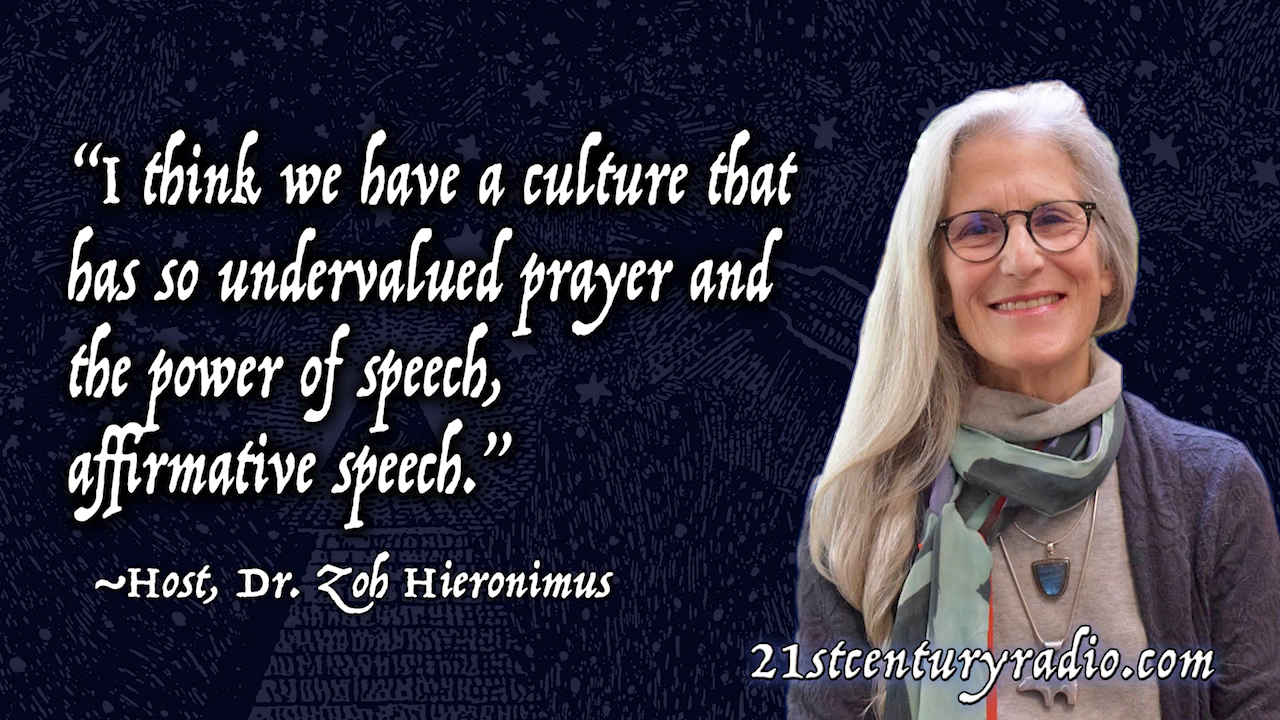 “I think we have a culture that
has so undervalued prayer and
the power of speech,
affirmative speech.”
~Host, Dr. Zoh Hieronimus
21stcenturyradio.com